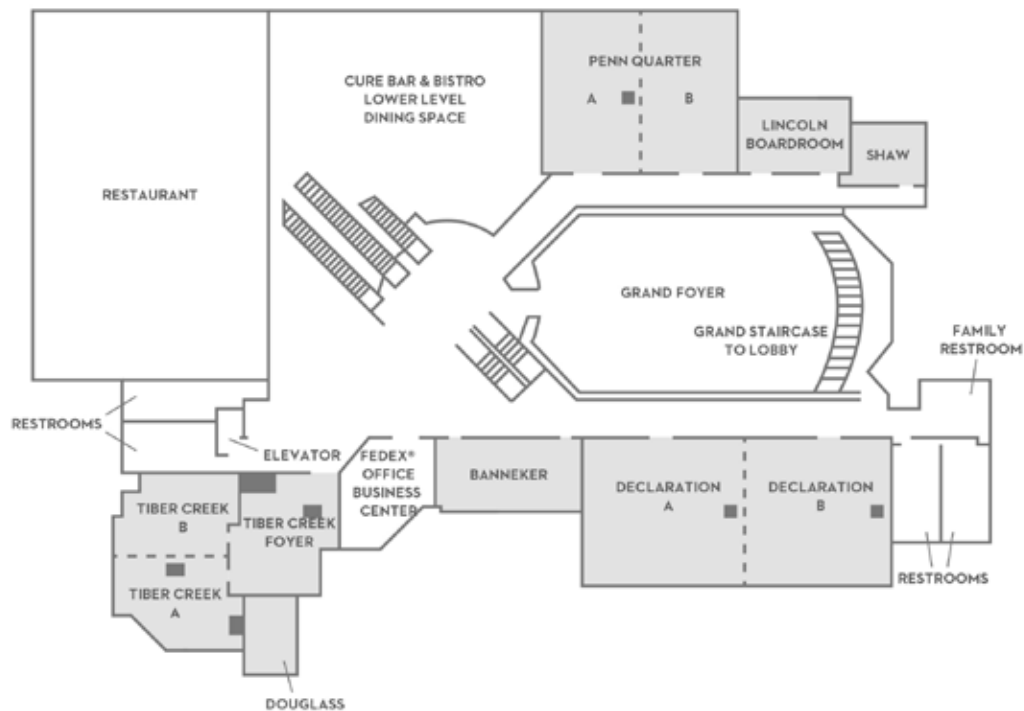 PENN QUARTER
A
B
CURE BAR & BISTRO
LOWER LEVEL
DINING SPACE
LINCOLN
BOARDROOM
SHAW
RESTAURANT
GRAND FOYER
GRAND STAIRCASE
TO LOBBY
FAMILY
RESTROOM
RESTROOMS
ELEVATOR
FEDEX®
OFFICE
BUSINESS
CENTER
BANNEKER
DECLARATION
A
DECLARATION
B
TIBER CREEK
B
TIBER CREEK
FOYER
TIBER CREEK
A
RESTROOMS
DOUGLASS